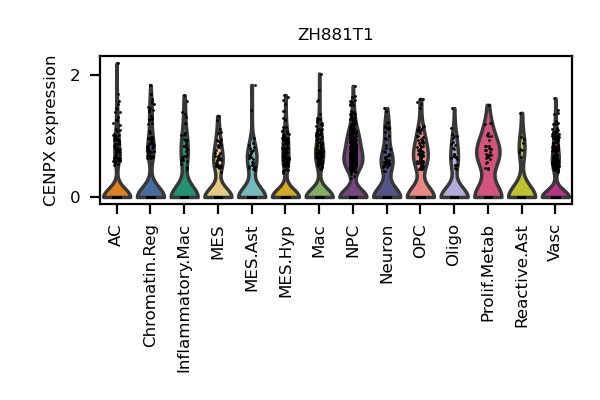 ZH881T1
CENPX expression
2
0
AC
Chromatin.Reg
Inflammatory.Mac
MES
MES.Ast
MES.Hyp
Mac
NPC
Neuron
OPC
Oligo
Prolif.Metab
Reactive.Ast
Vasc